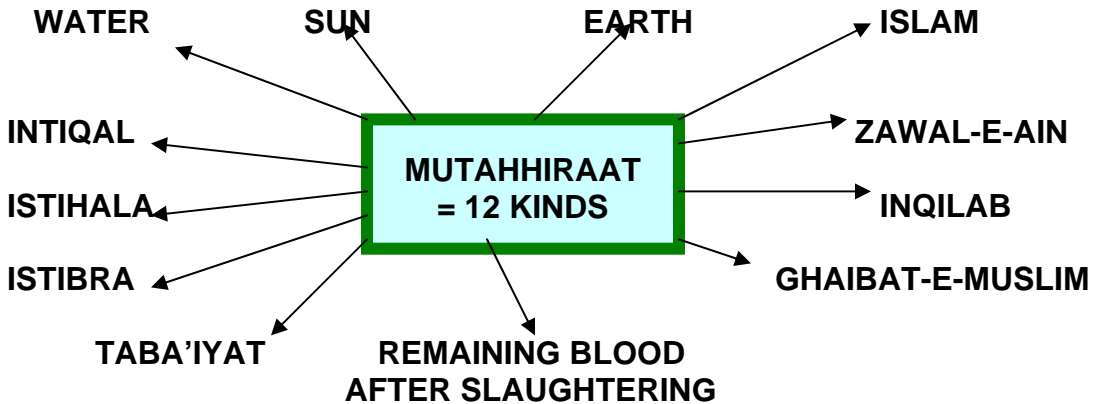 WATER SUN EARTH ISLAM
INTIQAL ZAWAL-E-AIN
MUTAHHIRAAT
= 12 KINDS
ISTIHALA INQILAB
ISTIBRA GHAIBAT-E-MUSLIM
TABA’IYAT REMAINING BLOOD
AFTER SLAUGHTERING